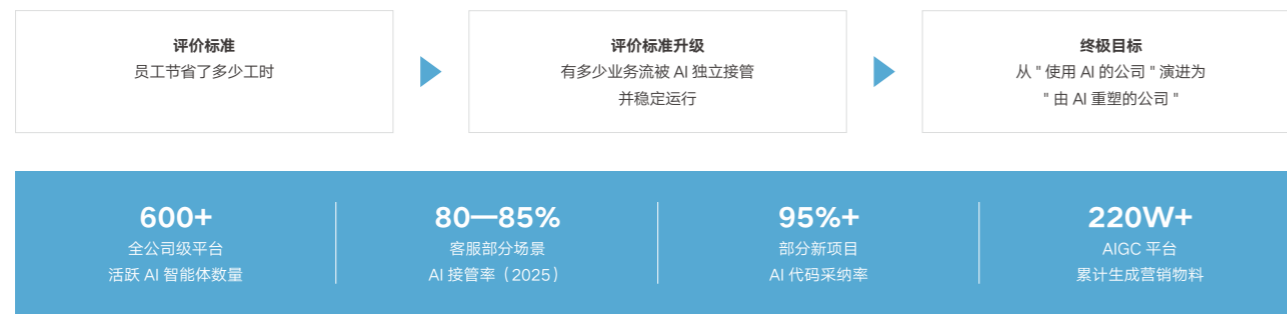 评价标准
员工节省了多少工时
评价标准升级
有多少业务流被 AI 独立接管
并稳定运行
终极目标
从 " 使用 AI 的公司 " 演进为
" 由 AI 重塑的公司 "
600+
全公司级平台
活跃 AI 智能体数量
80—85%
客服部分场景
AI 接管率（2025）
95%+
部分新项目
AI 代码采纳率
220W+
AIGC 平台
累计生成营销物料